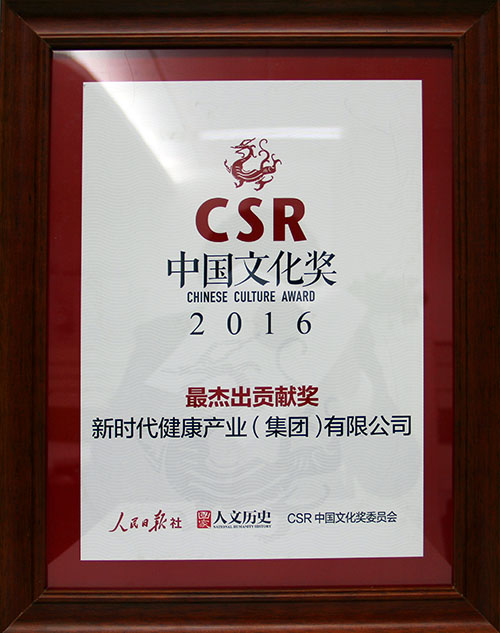 CSR
中国文化奖
CHINESE CULTURE AWARD
2016
最杰出贡献奖
新时代健康产业(集团)有限公司
人民日报社 国家 人文历史 CSR 中国文化奖委员会
NATIONAL HUMANITY HISTORY